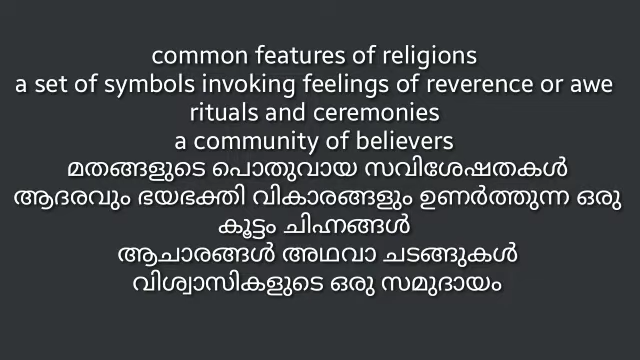 common features of religions
a set of symbols invoking feelings of reverence or awe
rituals and ceremonies
a community of believers
മതങ്ങളുടെ പൊതുവായ സവിശേഷതകൾ
ആദരവും ഭയഭക്തി വികാരങ്ങളും ഉണർത്തുന്ന ഒരു
കൂട്ടം ചിഹ്നങ്ങൾ
ആചാരങ്ങൾ അഥവാ ചടങ്ങുകൾ
വിശ്വാസികളുടെ ഒരു സമുദായം